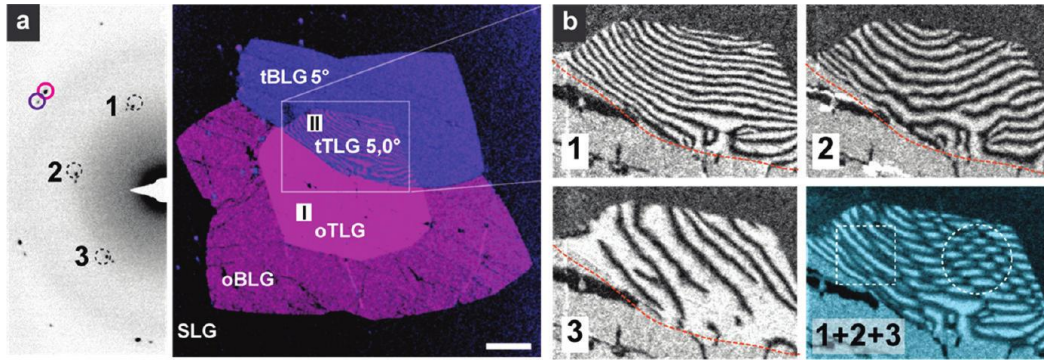 a
1
2
3
tBLG 5°
II
tTLG 5,0°
I
oTLG
oBLG
SLG
b
1
2
3
1+2+3